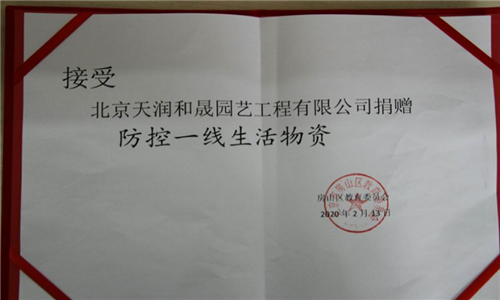 接受
北京天润和晟园艺工程有限公司捐赠
防控一线生活物资
房山区教育委员会
2020年2月13日